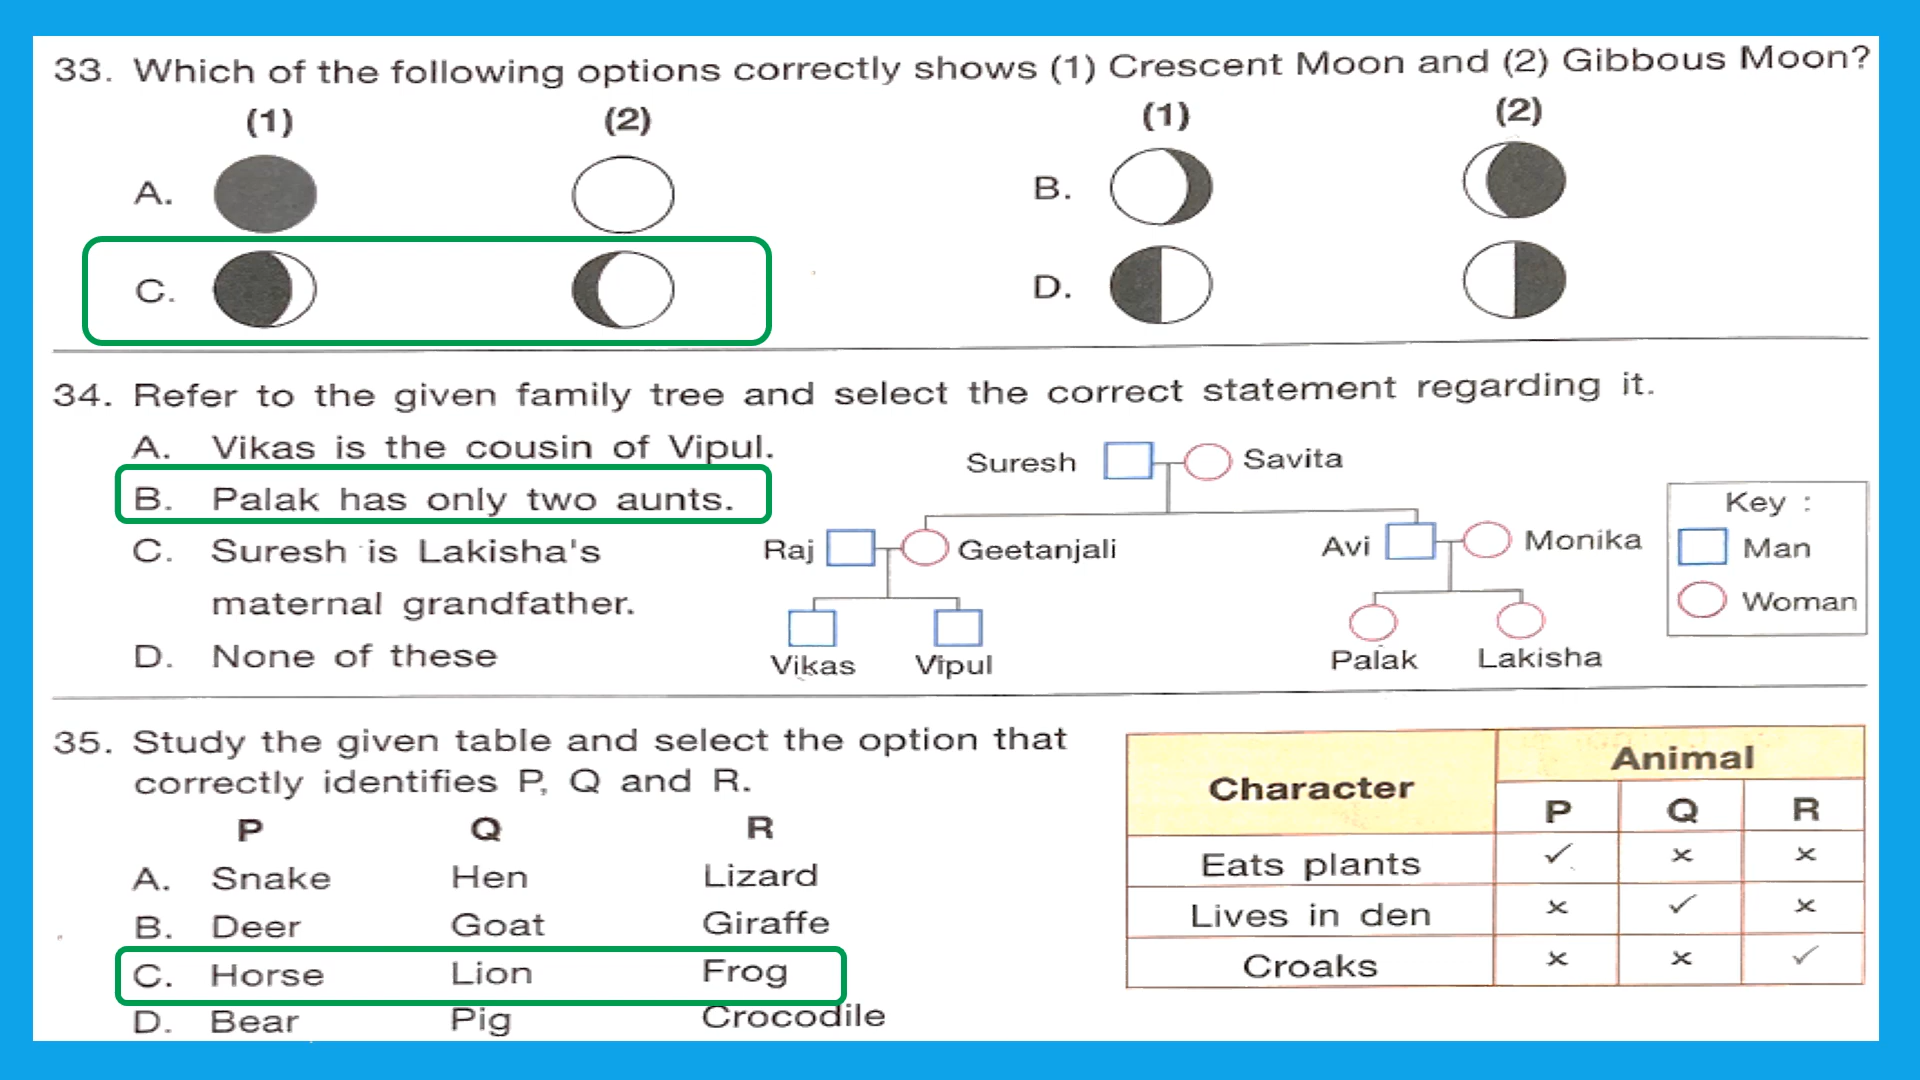 33. Which of the following options correctly shows (1) Crescent Moon and (2) Gibbous Moon?
(1) (2) (1) (2)
A. B.
C. D.
34. Refer to the given family tree and select the correct statement regarding it.
A. Vikas is the cousin of Vipul.
B. Palak has only two aunts.
C. Suresh is Lakisha's
maternal grandfather.
D. None of these
Suresh Savita
Raj Geetanjali Avi Monika
Vikas Vipul Palak Lakisha
Key :
Man
Woman
35. Study the given table and select the option that
correctly identifies P, Q and R.
P Q R
A. Snake Hen Lizard
B. Deer Goat Giraffe
C. Horse Lion Frog
D. Bear Pig Crocodile
Character Animal
P Q R
Eats plants ✓ × ×
Lives in den × ✓ ×
Croaks × × ✓